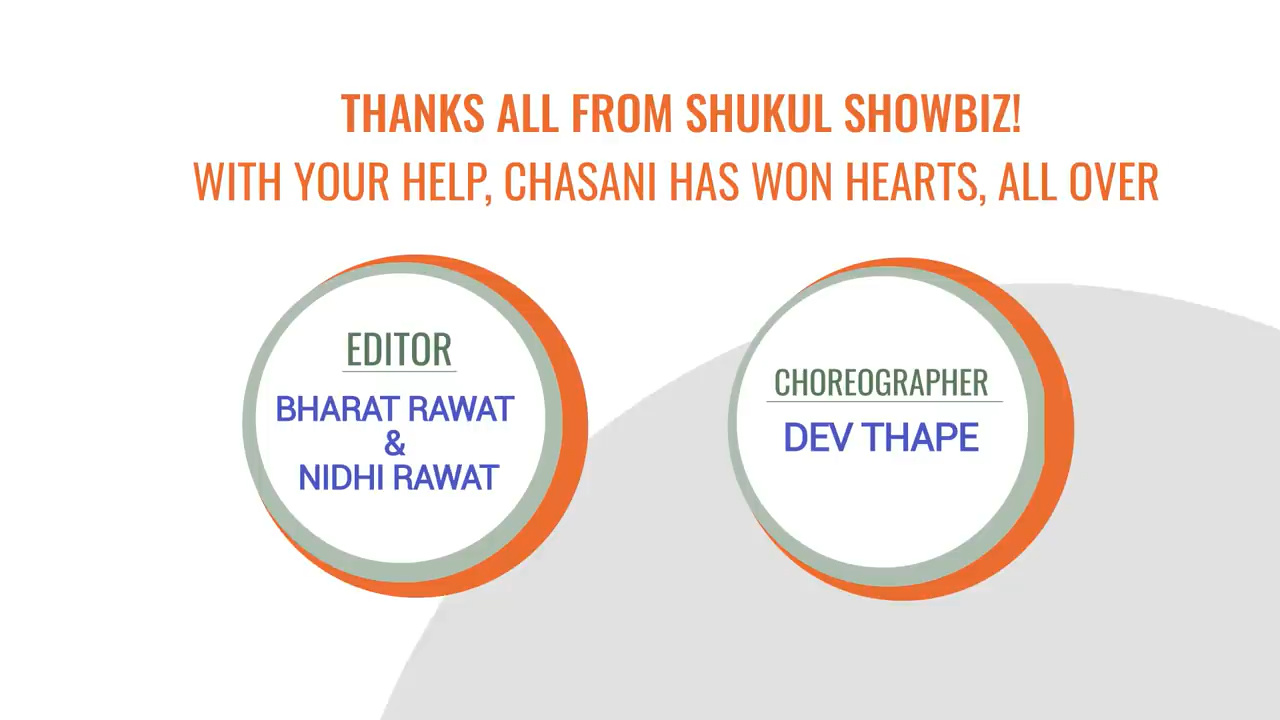 THANKS ALL FROM SHUKUL SHOWBIZ!
WITH YOUR HELP, CHASANI HAS WON HEARTS, ALL OVER
EDITOR
BHARAT RAWAT
&
NIDHI RAWAT
CHOREOGRAPHER
DEV THAPE